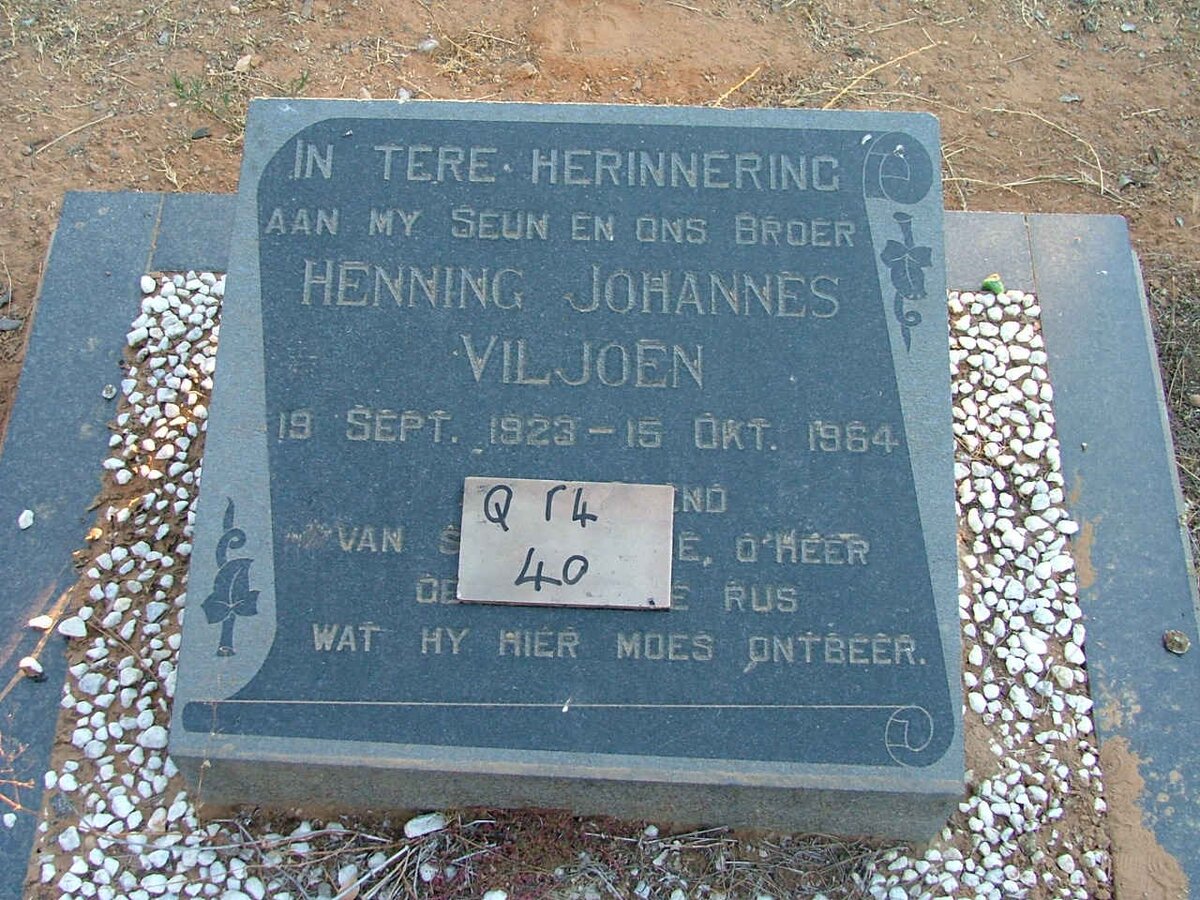 IN TERE HERINNERING
AAN MY SEUN EN ONS BROER
HENNING JOHANNES
VILJOEN
19 SEPT. 1923 – 15 OKT. 1964
VAN O'HEER
RUS
WAT HY HIER MOES ONTBEER.
Q
40